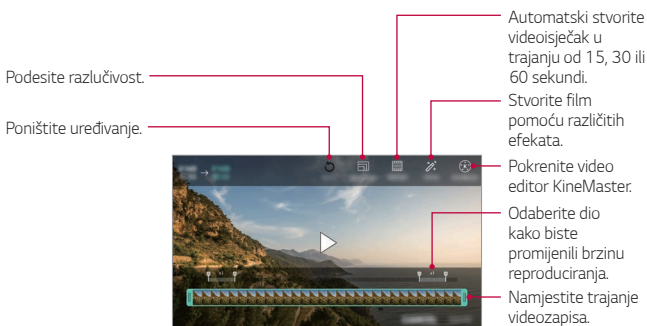 Podesite razlučivost.
Poništite uređivanje.
Automatski stvorite
videoisječak u
trajanju od 15, 30 ili
60 sekundi.
Stvorite film
pomoću različitih
efekata.
Pokrenite video
editor KineMaster.
Odaberite dio
kako biste
promijenili brzinu
reproduciranja.
Namjestite trajanje
videozapisa.